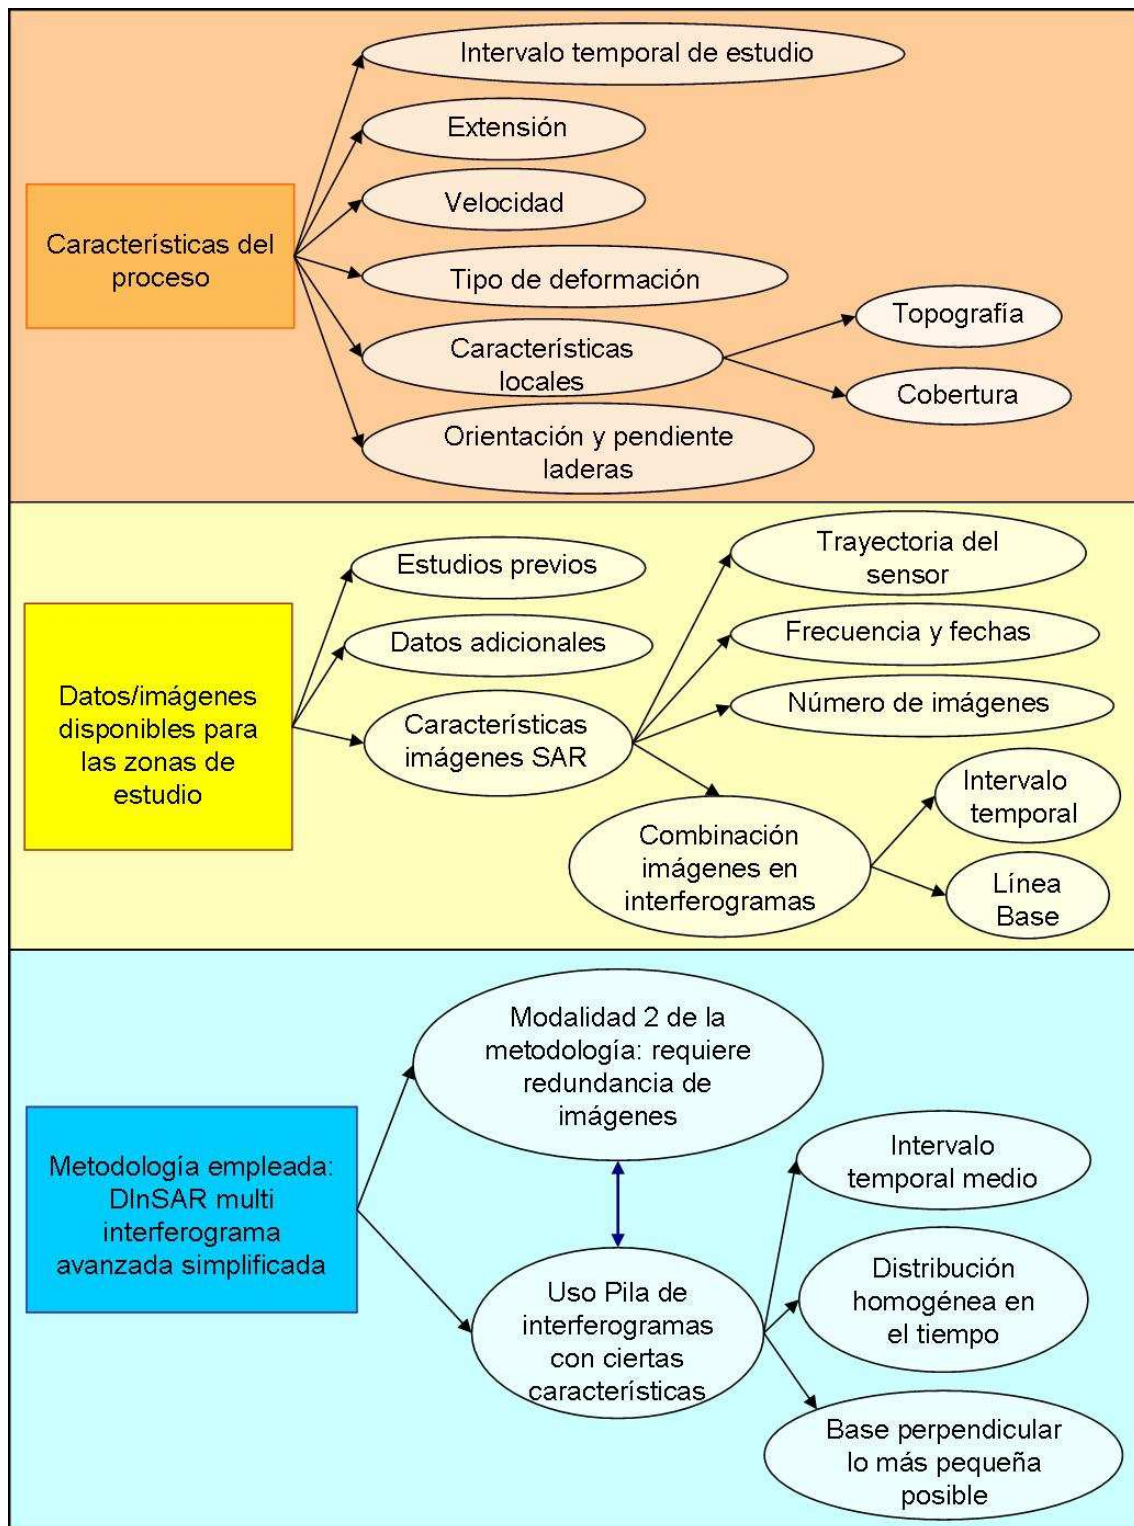 Intervalo temporal de estudio
Extensión
Velocidad
Características del
proceso
Tipo de deformación
Topografía
Características
locales
Cobertura
Orientación y pendiente
laderas
Trayectoria del
sensor
Estudios previos
Frecuencia y fechas
Datos adicionales
Datos/imágenes
disponibles para
las zonas de
estudio
Número de imágenes
Características
imágenes SAR
Intervalo
temporal
Combinación
imágenes en
interferogramas
Línea
Base
Modalidad 2 de la
metodología: requiere
redundancia de
imágenes
Metodología empleada:
DInSAR multi
interferograma
avanzada simplificada
Intervalo
temporal medio
Uso Pila de
interferogramas
con ciertas
características
Distribución
homogénea en
el tiempo
Base perpendicular
lo más pequeña
posible